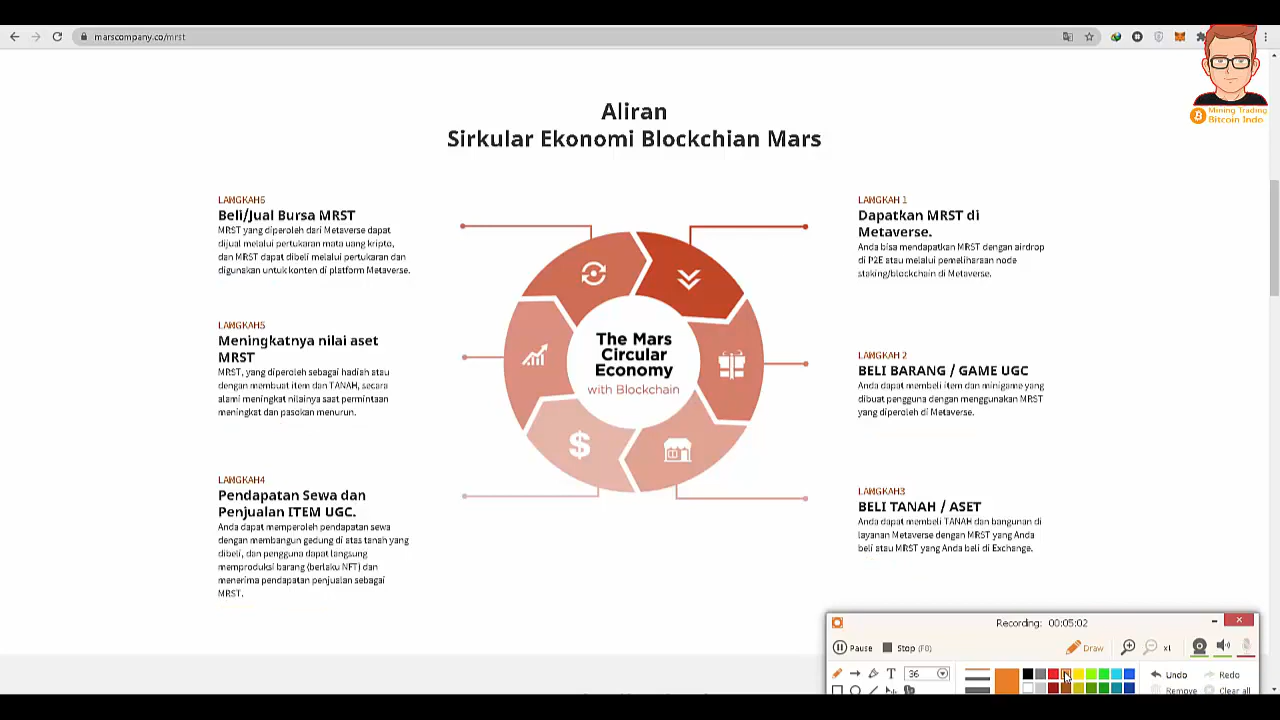 marscompany.co/mrst
Mining Trading
Bitcoin Indo
Aliran
Sirkular Ekonomi Blockchian Mars
LANGKAH6
Beli/Jual Bursa MRST
MRST yang diperoleh dari Metaverse dapat
dijual melalui pertukaran mata uang kripto,
dan MRST dapat dibeli melalui pertukaran dan
digunakan untuk konten di platform Metaverse.
LANGKAH5
Meningkatnya nilai aset
MRST
MRST, yang diperoleh sebagai hadiah atau
dengan membuat item dan TANAH, secara
alami meningkat nilainya saat permintaan
meningkat dan pasokan menurun.
LANGKAH4
Pendapatan Sewa dan
Penjualan ITEM UGC.
Anda dapat memperoleh pendapatan sewa
dengan membangun gedung di atas tanah yang
dibeli, dan pengguna dapat langsung
memproduksi barang (berlaku NFT) dan
menerima pendapatan penjualan sebagai
MRST.
The Mars
Circular
Economy
with Blockchain
$
LANGKAH 1
Dapatkan MRST di
Metaverse.
Anda bisa mendapatkan MRST dengan airdrop
di P2E atau melalui pemeliharaan node
staking/blockchain di Metaverse.
LANGKAH 2
BELI BARANG / GAME UGC
Anda dapat membeli item dan minigame yang
dibuat pengguna dengan menggunakan MRST
yang diperoleh di Metaverse.
LANGKAH3
BELI TANAH / ASET
Anda dapat membeli TANAH dan bangunan di
layanan Metaverse dengan MRST yang Anda
beli atau MRST yang Anda beli di Exchange.
Recording: 00:05:02
Pause Stop (F8) Draw x1
T 36 Undo Redo
Remove Clear all